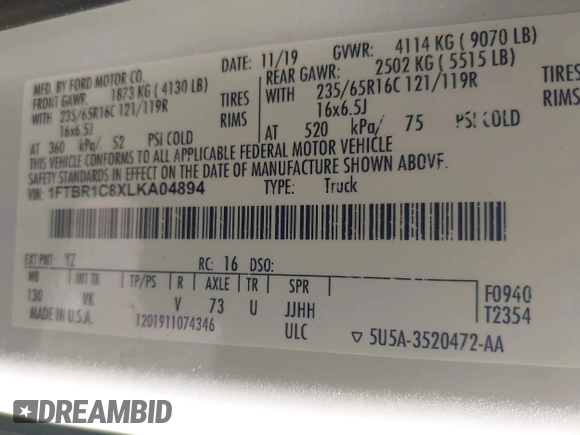 MFD. BY FORD MOTOR CO.
DATE: 11/19 GVWR: 4114 KG ( 9070 LB)
FRONT GAWR: 1873 KG ( 4130 LB)
REAR GAWR: 2502 KG ( 5515 LB)
WITH 235/65R16C 121/119R TIRES
WITH 235/65R16C 121/119R TIRES
16x6.5J RIMS
16x6.5J RIMS
AT 360 kPa/ 52 PSI COLD
AT 520 kPa/ 75 PSI COLD
THIS VEHICLE CONFORMS TO ALL APPLICABLE FEDERAL MOTOR VEHICLE
SAFETY STANDARDS IN EFFECT ON THE DATE OF MANUFACTURE SHOWN ABOVE.
VIN: 1FTBR1C8XLKA04894 TYPE: Truck
EXT PNT: YZ RC: 16 DSO:
WB INT TR TP/PS R AXLE TR SPR
130 VK V 73 U JJHH
F0940
T2354
MADE IN U.S.A. 1201911074346 ULC ▽ 5U5A-3520472-AA
DREAMBID